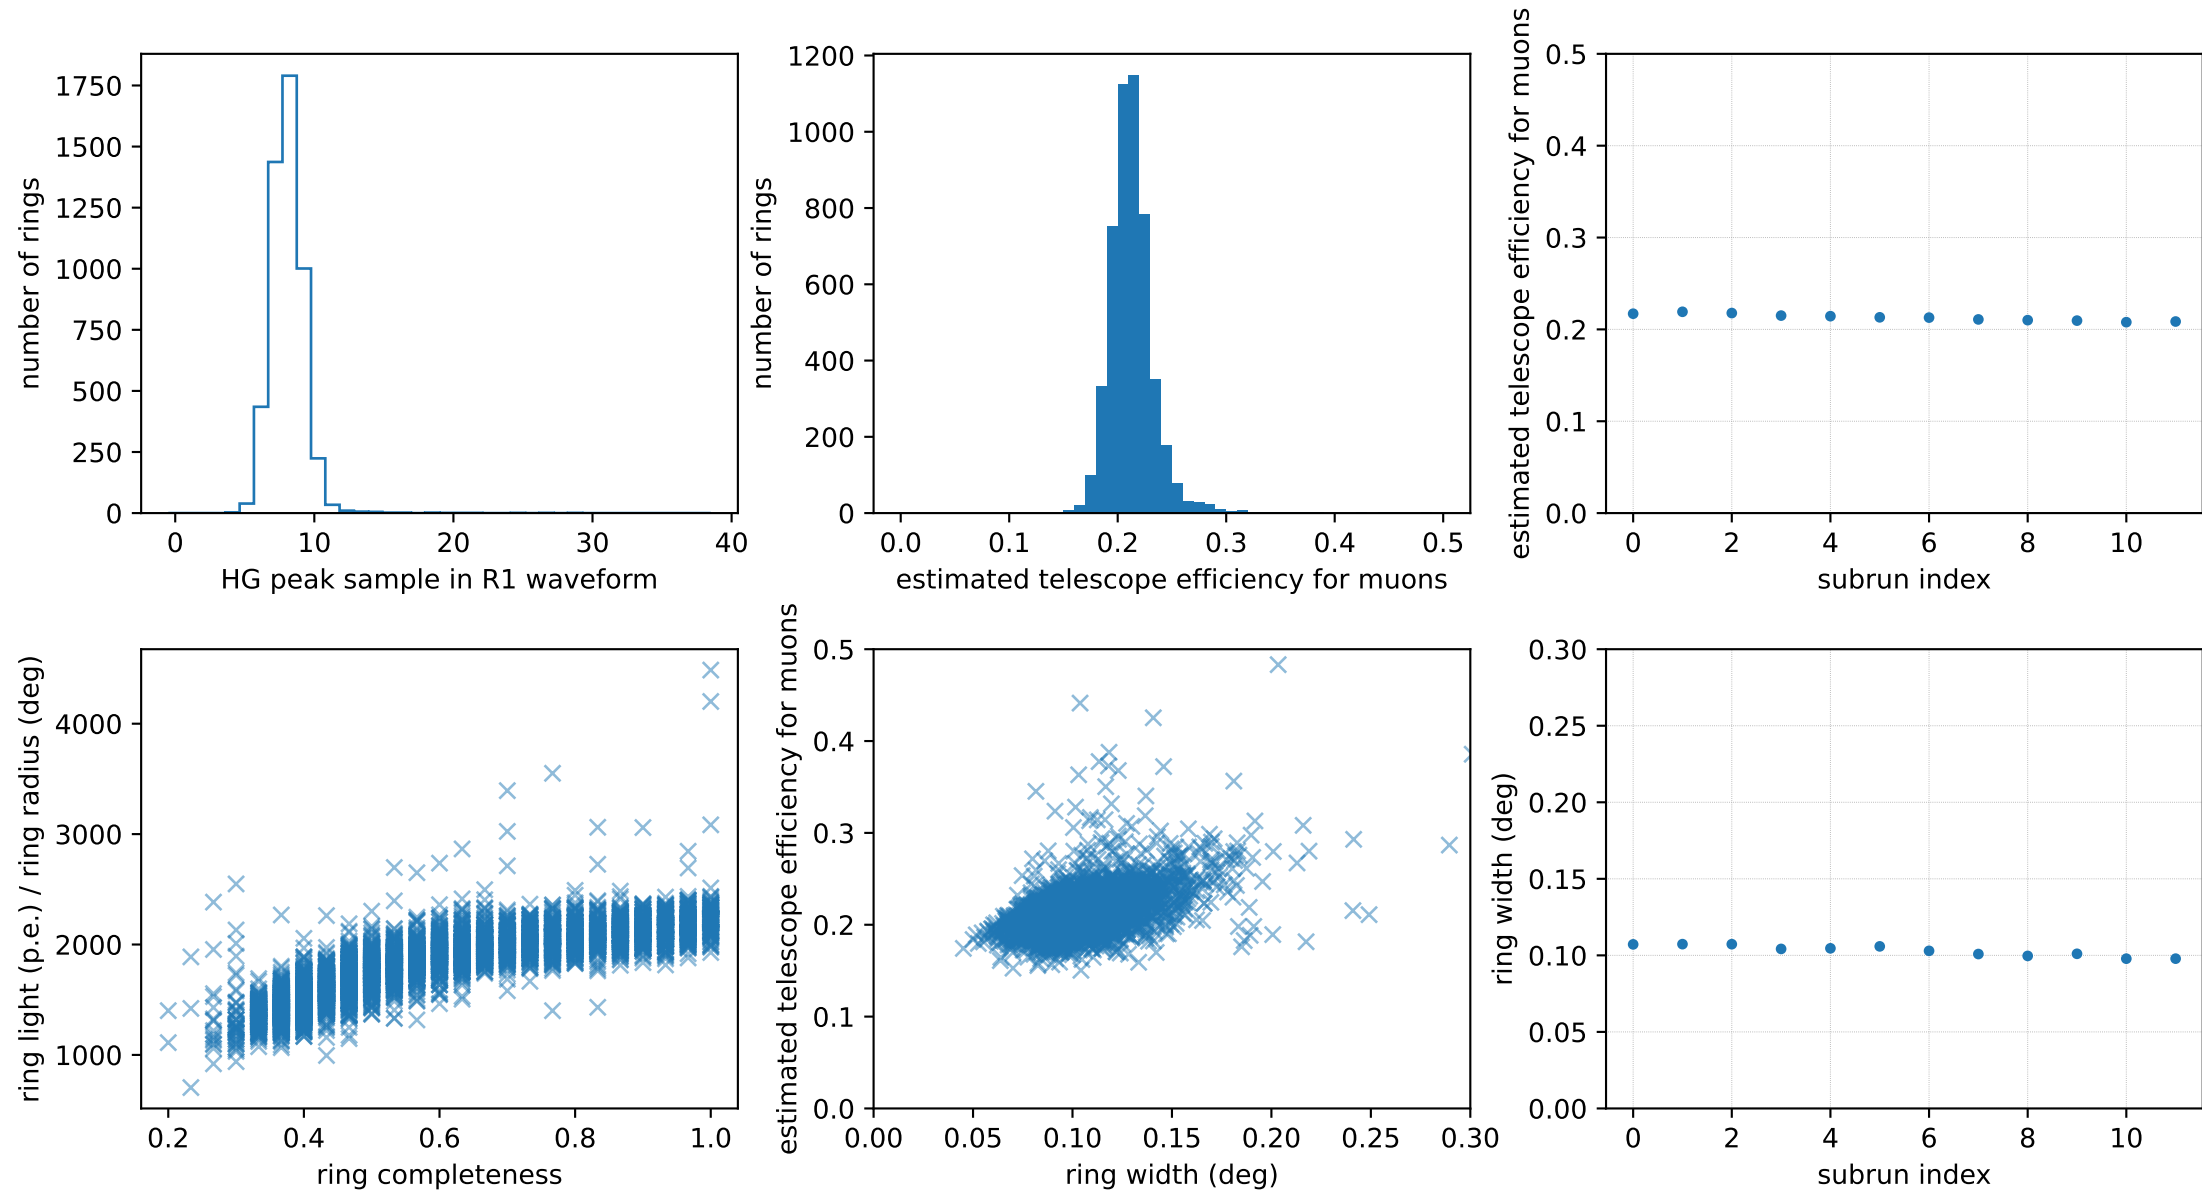 number of rings
1750
1500
1250
1000
750
500
250
0
0 10 20 30 40
HG peak sample in R1 waveform
number of rings
1200
1000
800
600
400
200
0
0.0 0.1 0.2 0.3 0.4 0.5
estimated telescope efficiency for muons
estimated telescope efficiency for muons
0.5
0.4
0.3
0.2
0.1
0.0
0 2 4 6 8 10
subrun index
ring light (p.e.) / ring radius (deg)
4000
3000
2000
1000
0.2 0.4 0.6 0.8 1.0
ring completeness
estimated telescope efficiency for muons
0.5
0.4
0.3
0.2
0.1
0.0
0.00 0.05 0.10 0.15 0.20 0.25 0.30
ring width (deg)
ring width (deg)
0.30
0.25
0.20
0.15
0.10
0.05
0.00
0 2 4 6 8 10
subrun index